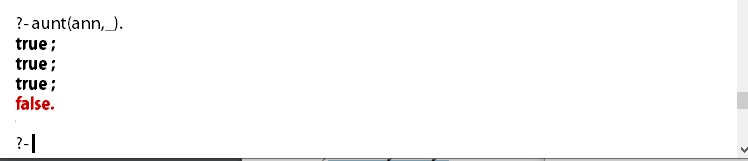 ?- aunt(ann,_).
true ;
true ;
true ;
false.
?-